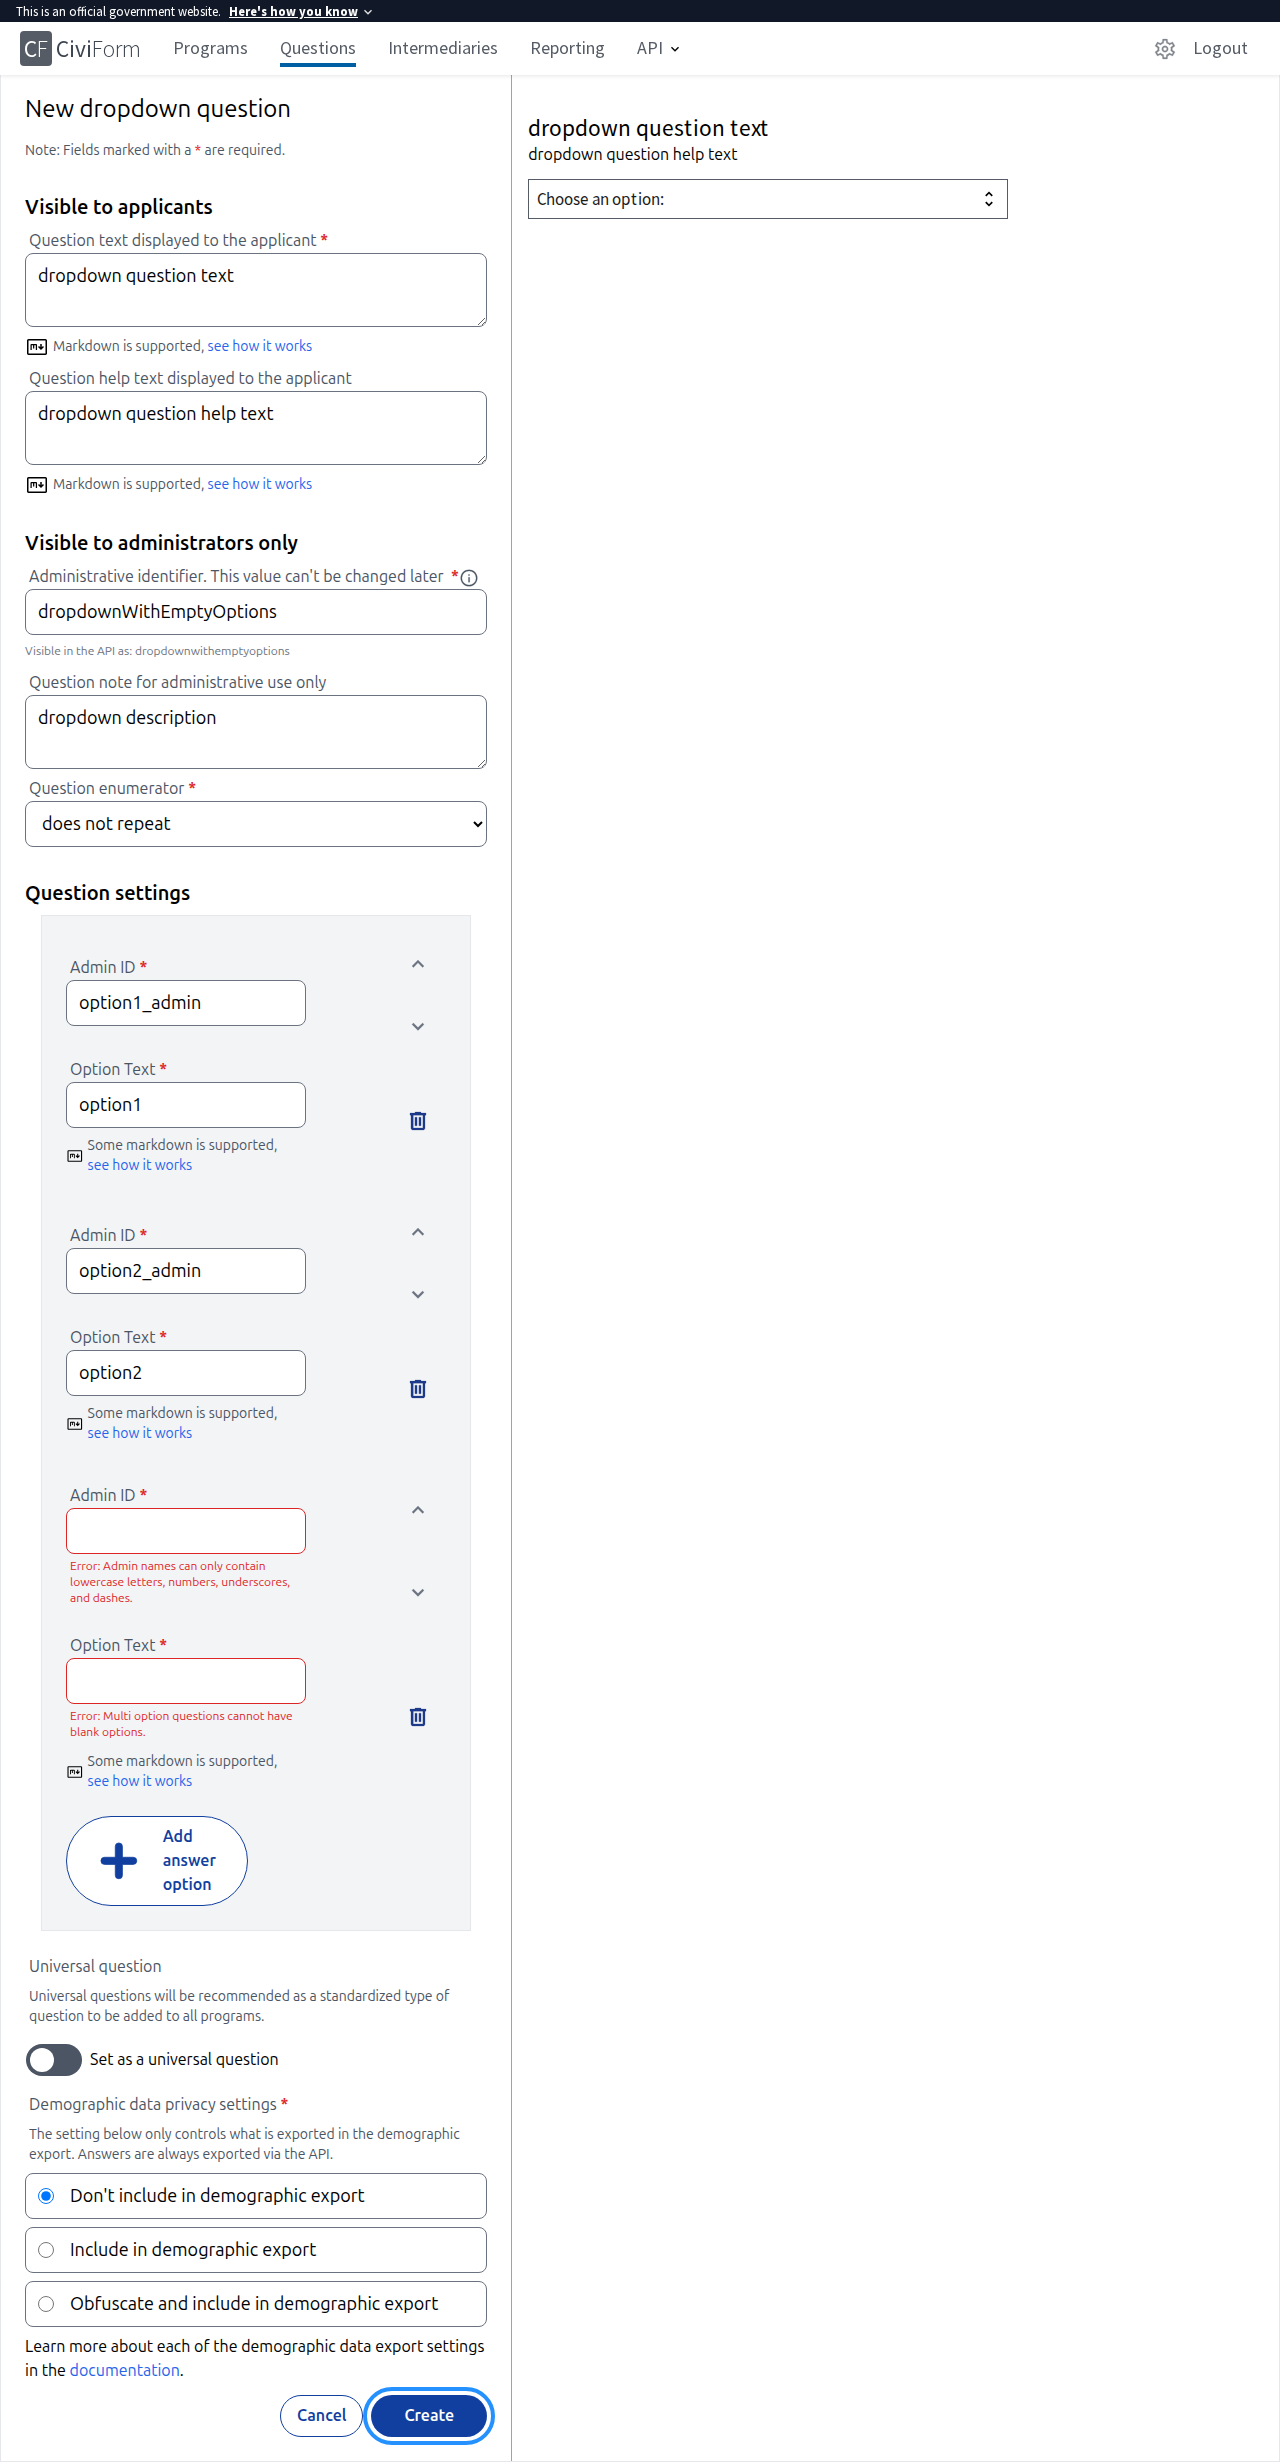 This is an official government website. Here's how you know
CF CiviForm Programs Questions Intermediaries Reporting API Logout
New dropdown question
Note: Fields marked with a * are required.
Visible to applicants
Question text displayed to the applicant *
dropdown question text
Markdown is supported, see how it works
Question help text displayed to the applicant
dropdown question help text
Markdown is supported, see how it works
Visible to administrators only
Administrative identifier. This value can't be changed later *
dropdownWithEmptyOptions
Visible in the API as: dropdownwithemptyoptions
Question note for administrative use only
dropdown description
Question enumerator *
does not repeat
Question settings
Admin ID *
option1_admin
Option Text *
option1
Some markdown is supported,
see how it works
Admin ID *
option2_admin
Option Text *
option2
Some markdown is supported,
see how it works
Admin ID *
Error: Admin names can only contain
lowercase letters, numbers, underscores,
and dashes.
Option Text *
Error: Multi option questions cannot have
blank options.
Some markdown is supported,
see how it works
Add
answer
option
Universal question
Universal questions will be recommended as a standardized type of
question to be added to all programs.
Set as a universal question
Demographic data privacy settings *
The setting below only controls what is exported in the demographic
export. Answers are always exported via the API.
Don't include in demographic export
Include in demographic export
Obfuscate and include in demographic export
Learn more about each of the demographic data export settings
in the documentation.
Cancel Create
dropdown question text
dropdown question help text
Choose an option: